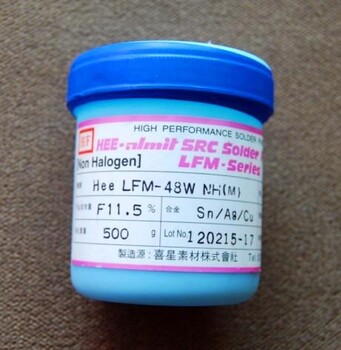 HIGH PERFORMANCE SOLDER
HF HEE-almit SRC Solder
[Non Halogen] LFM-Series
Hee LFM-48W NH(M)
F11.5 % 合金 Sn/Ag/Cu
500 g Lot No. 120215-17
製造源:喜星素材株式會社 Tel